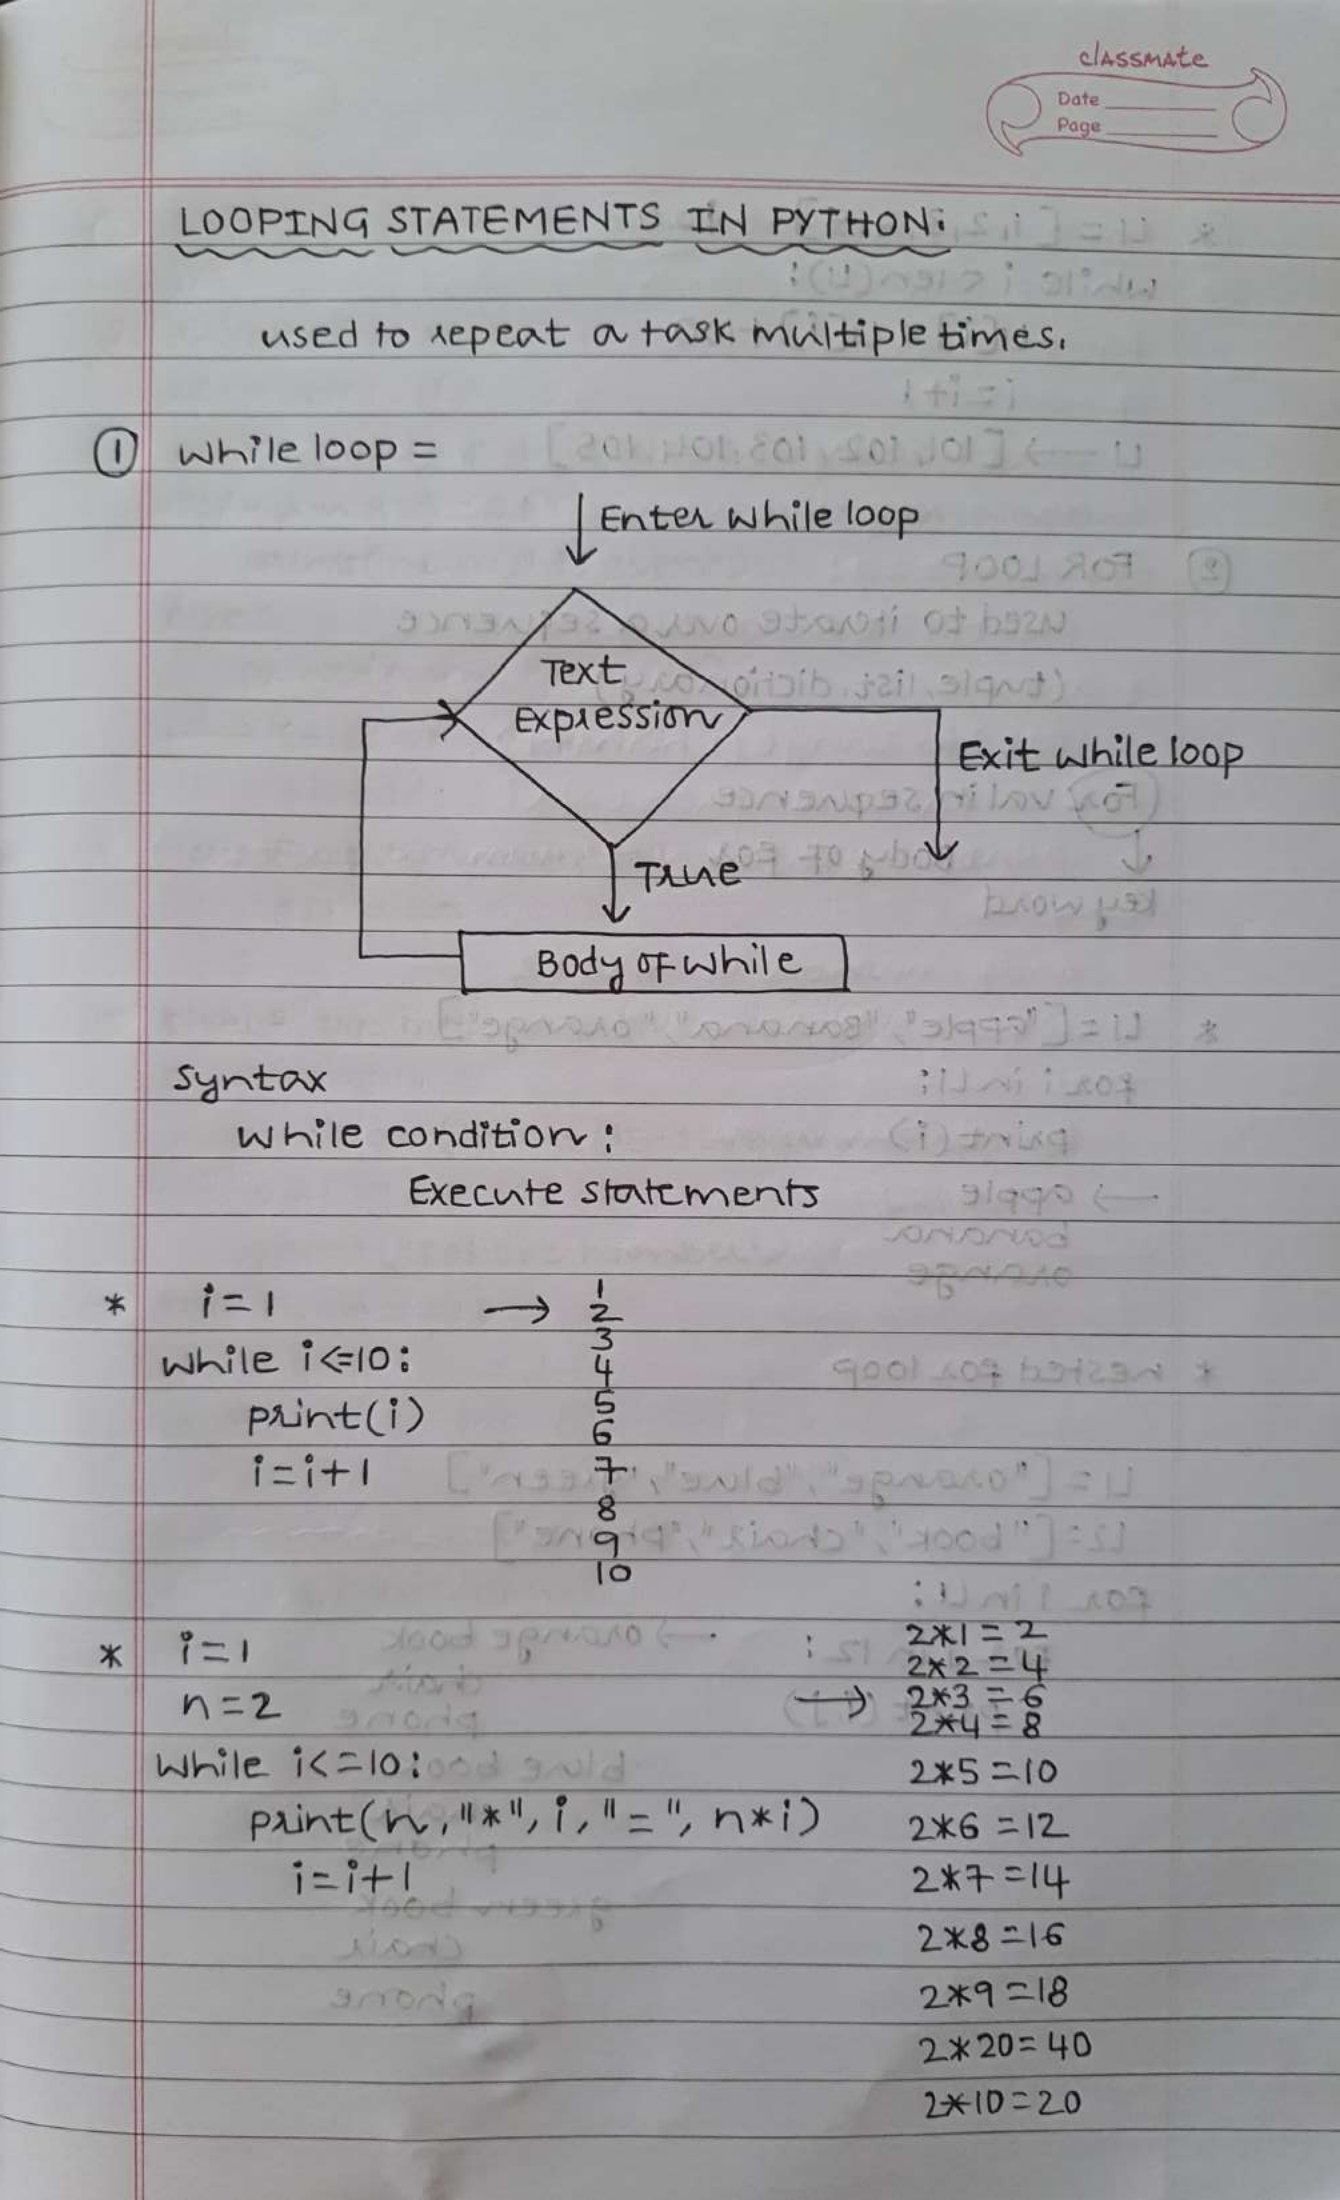 classmate
Date
Page
LOOPING STATEMENTS IN PYTHON:
used to repeat a task multiple times.
① while loop =
Enter while loop
Text
Expression
Exit while loop
True
Body of while
Syntax
while condition:
Execute statements
* i=1 → 1
2
3
while i<=10:
4
print(i) 5
6
i=i+1 7
8
9
10
* i=1 2*1=2
2*2=4
n=2 → 2*3=6
2*4=8
while i<=10: 2*5=10
print(n,"*",i,"=", n*i) 2*6=12
i=i+1 2*7=14
2*8=16
2*9=18
2*20=40
2*10=20